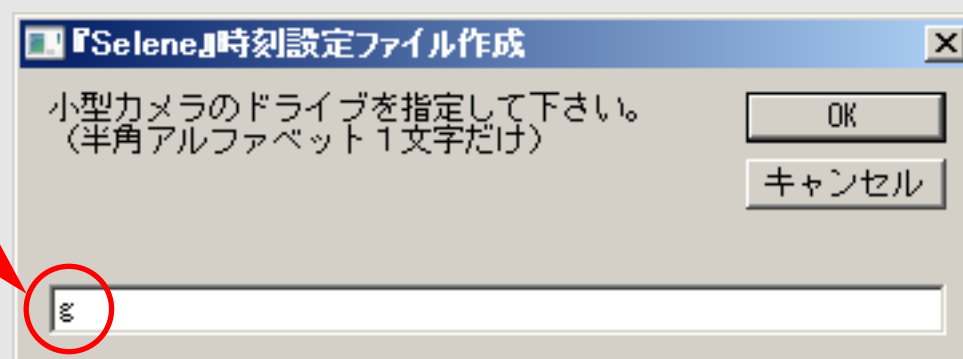 『Selene』時刻設定ファイル作成
小型カメラのドライブを指定して下さい。
（半角アルファベット１文字だけ）
OK
キャンセル
g